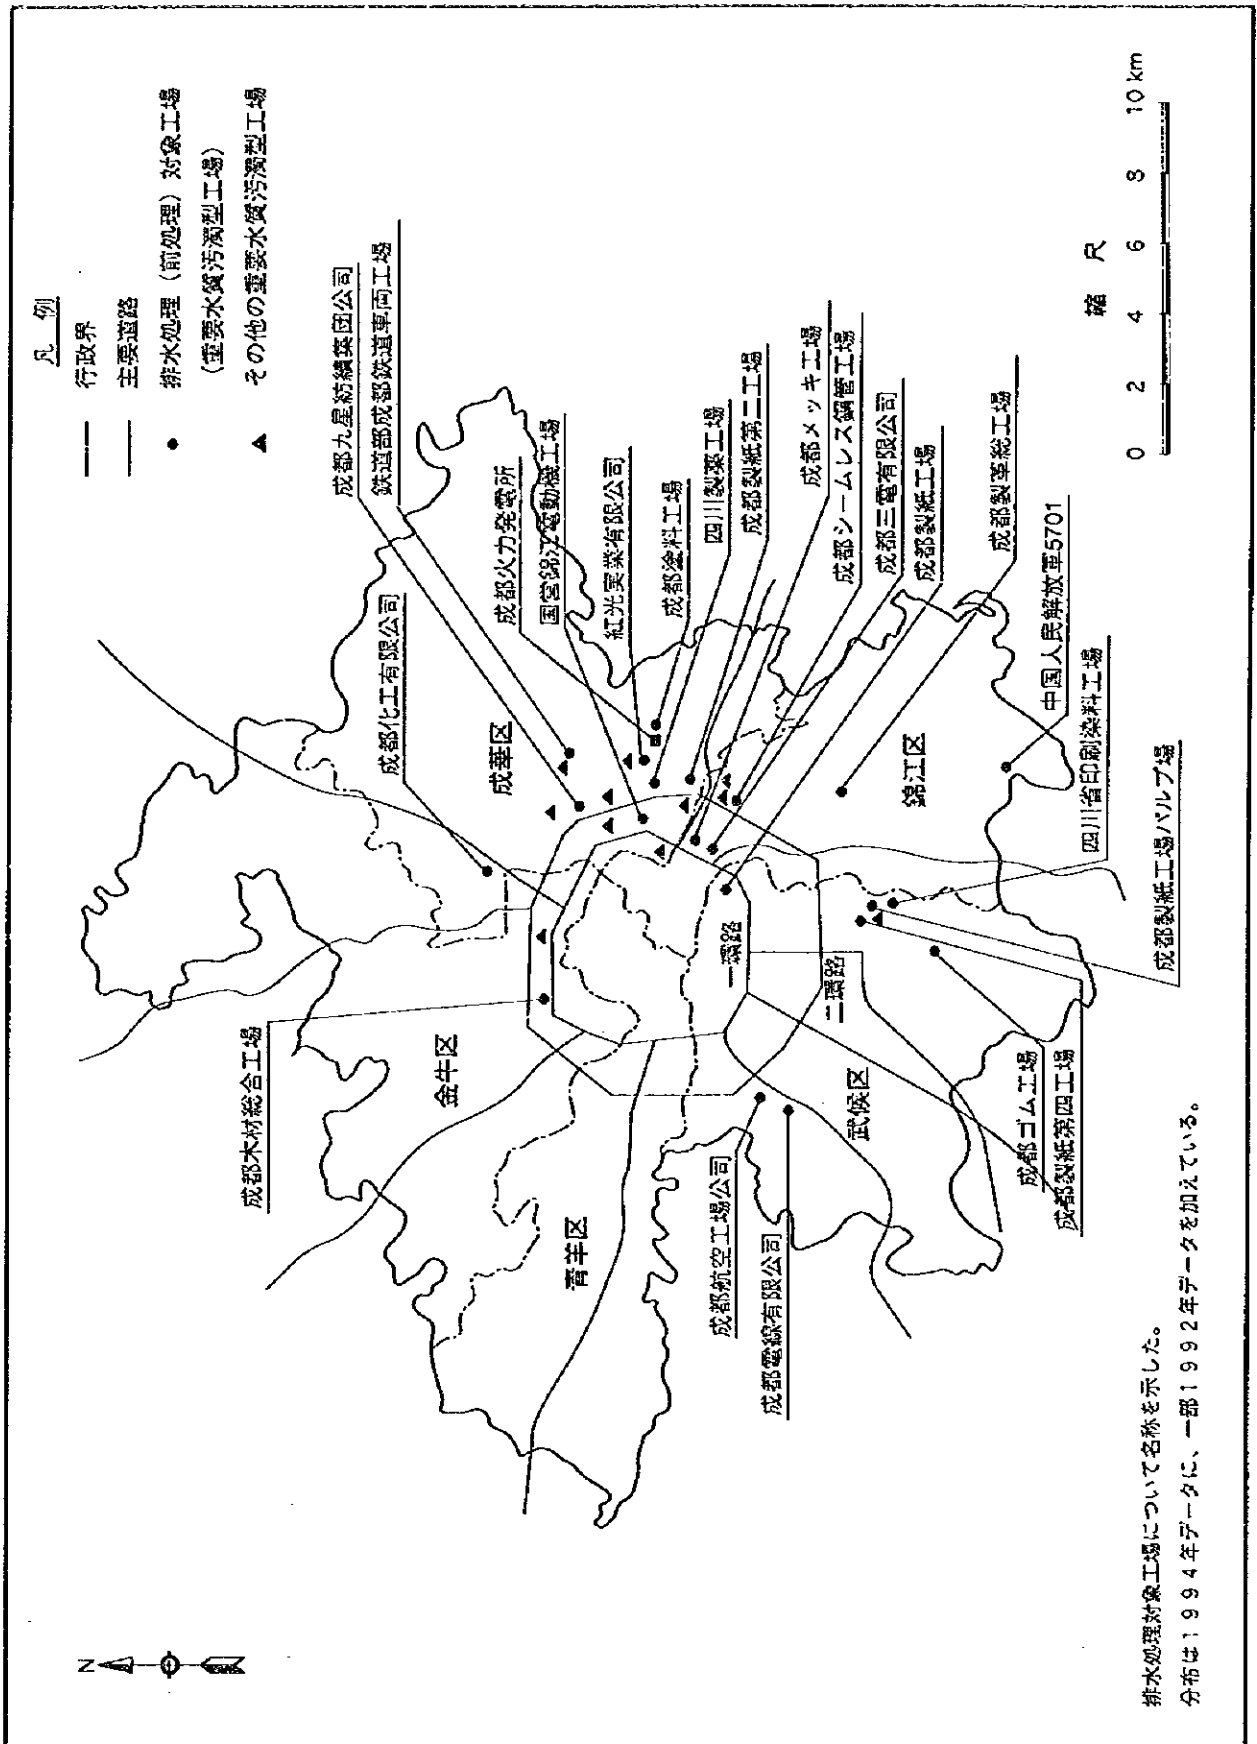 凡 例
行政界
主要道路
排水処理 (前処理) 対象工場
(重要水質汚濁型工場)
その他の重要水質汚濁型工場
N
成都九星紡績集団公司
鉄道部成都鉄道車両工場
成都化工有限公司
成都火力発電所
国営錦江電動機工場
紅光実業有限公司
成都塗料工場
四川製薬工場
成都製紙第二工場
成都メッキ工場
成都シームレス鋼管工場
成都三電有限公司
成都製紙工場
成都製革総工場
中国人民解放軍5701
四川省印刷染料工場
成都製紙工場パルプ場
成都木材総合工場
成華区
金牛区
青羊区
錦江区
武候区
一環路
二環路
成都航空工場公司
成都電線有限公司
成都ゴム工場
成都製紙第四工場
縮 尺
0 2 4 6 8 10 km
排水処理対象工場について名称を示した。
分布は1994年データに、一部1992年データを加えている。